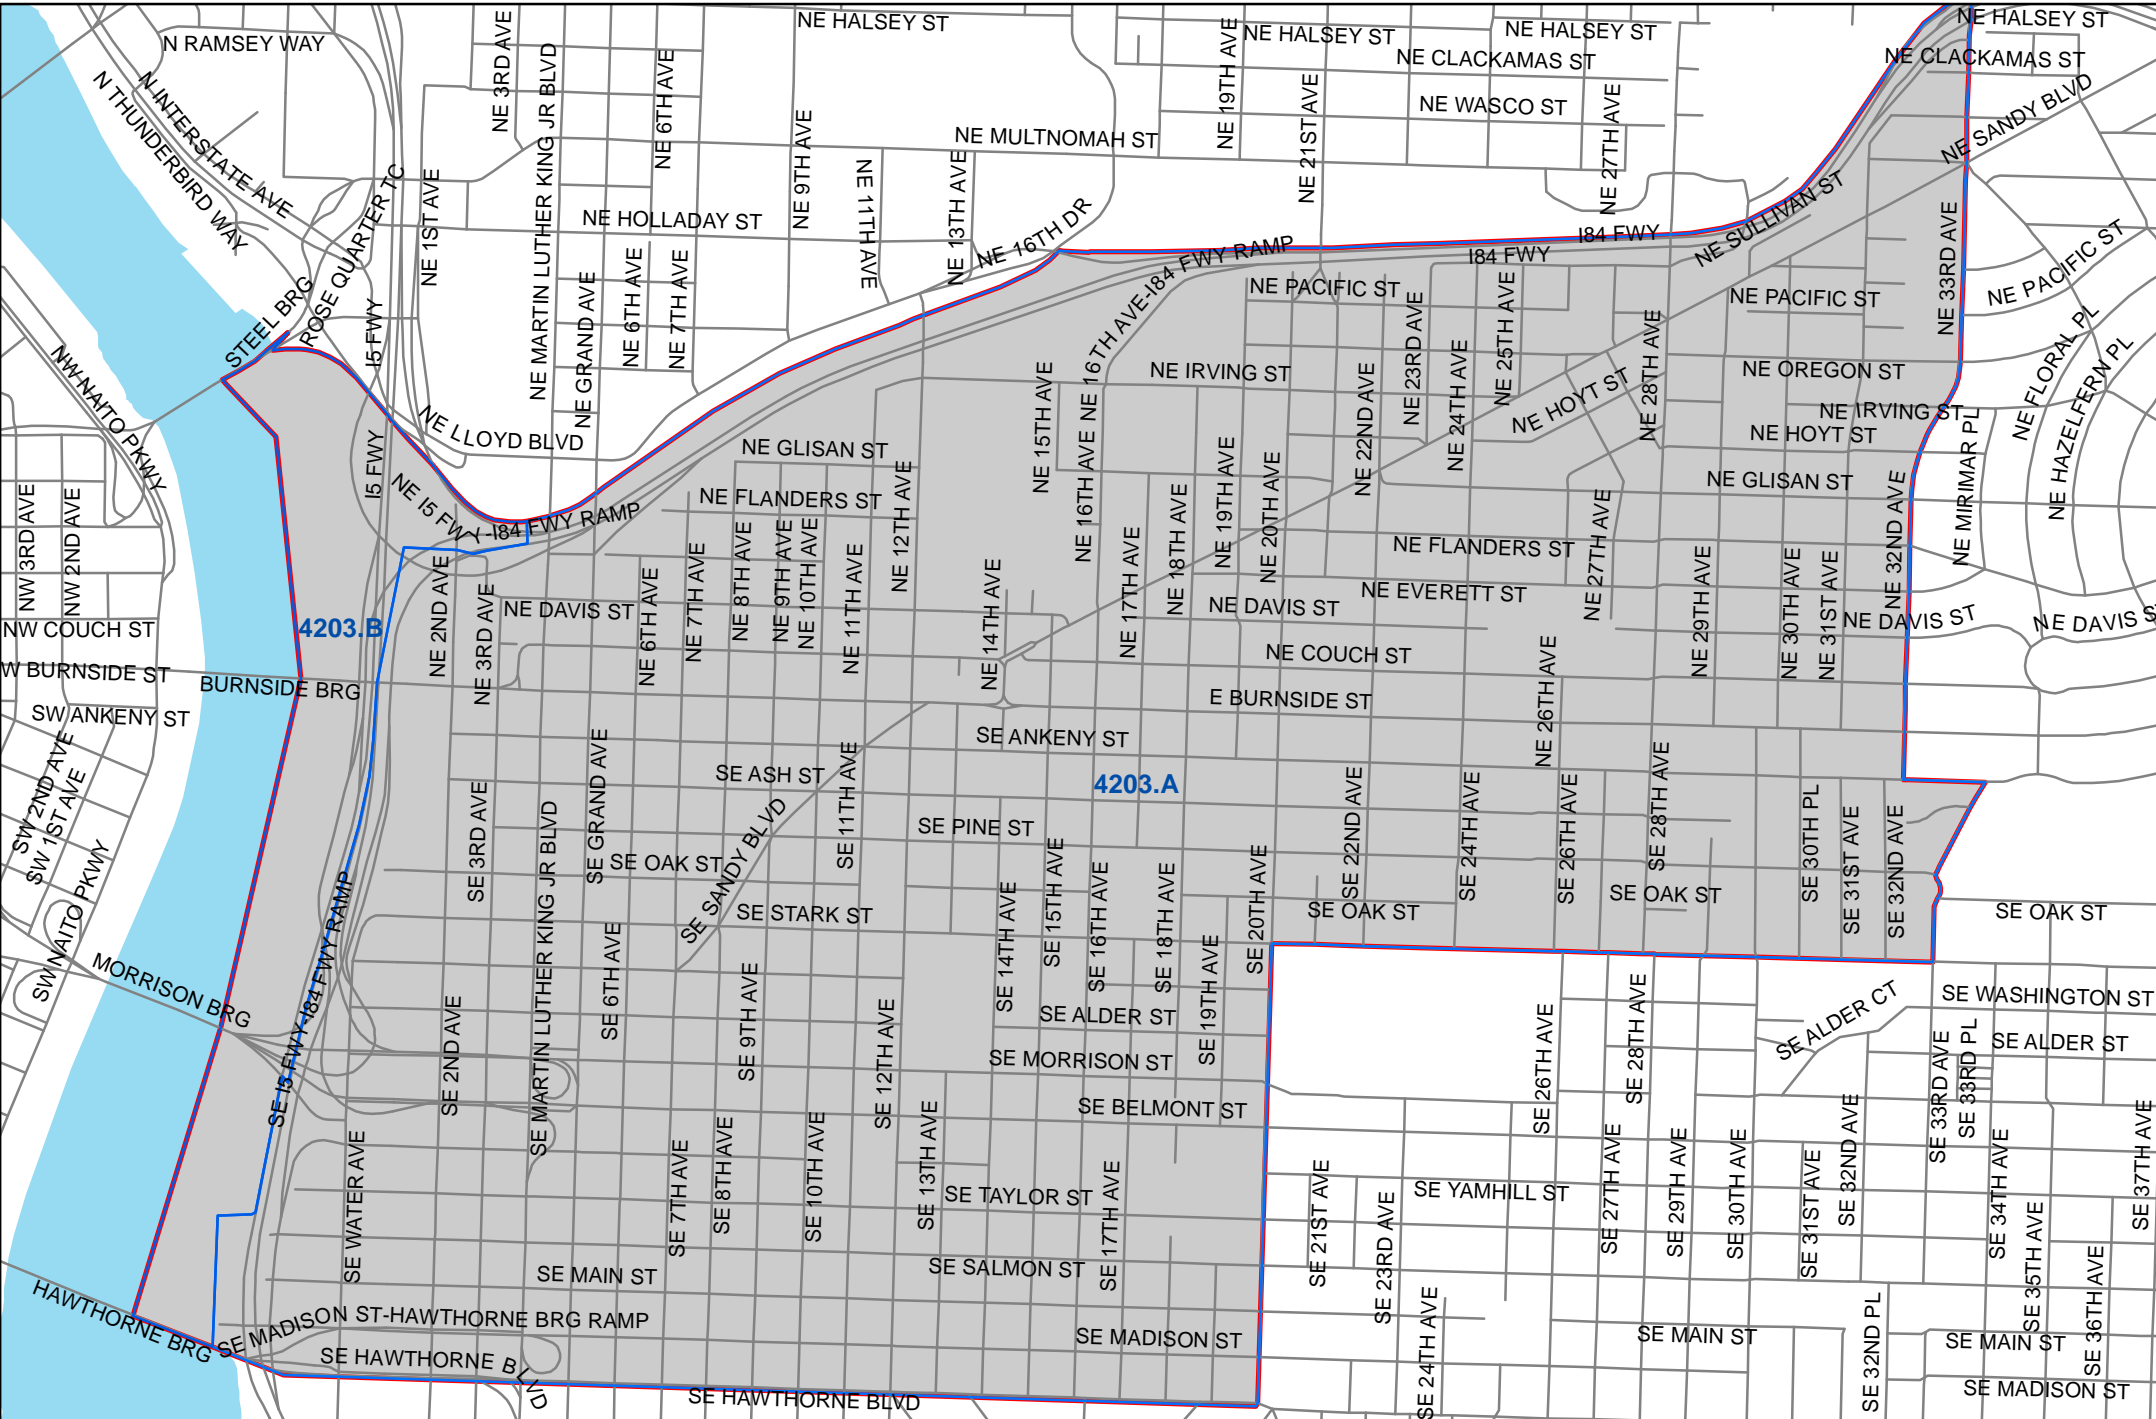 N RAMSEY WAY
NE 3RD AVE
NE HALSEY ST
NE HALSEY ST
NE HALSEY ST
NE HALSEY ST
NE CLACKAMAS ST
NE CLACKAMAS ST
N THUNDERBIRD WAY
N INTERSTATE AVE
NE MARTIN LUTHER KING JR BLVD
NE 6TH AVE
NE 9TH AVE
NE 19TH AVE
NE 21ST AVE
NE WASCO ST
NE 27TH AVE
NE SANDY BLVD
NE MULTNOMAH ST
ROSE QUARTER TC
NE 1ST AVE
NE 11TH AVE
NE 13TH AVE
NE HOLLADAY ST
NE 16TH DR
NE SULLIVAN ST
I84 FWY
I84 FWY
NE 33RD AVE
NE PACIFIC ST
NE 16TH AVE-I84 FWY RAMP
NE PACIFIC ST
NE PACIFIC ST
STEEL BRG
I5 FWY
NE GRAND AVE
NE 6TH AVE
NE 7TH AVE
NE 23RD AVE
NE 25TH AVE
NE 28TH AVE
NE FLORAL PL
NE HAZELFERN PL
NW NAITO PKWY
NE IRVING ST
NE 15TH AVE
NE 22ND AVE
NE 24TH AVE
NE HOYT ST
NE OREGON ST
NE IRVING ST
NE HOYT ST
NE MIRIMAR PL
NE LLOYD BLVD
NE GLISAN ST
I5 FWY
NE I5 FWY-I84 FWY RAMP
NE FLANDERS ST
NE 12TH AVE
NE 16TH AVE
NE 18TH AVE
NE 19TH AVE
NE 20TH AVE
NE GLISAN ST
NE 32ND AVE
NW 3RD AVE
NW 2ND AVE
NE 8TH AVE
NE 9TH AVE
NE 10TH AVE
NE 7TH AVE
NE 11TH AVE
NE 17TH AVE
NE FLANDERS ST
NE 27TH AVE
NE 29TH AVE
NE 30TH AVE
NE 31ST AVE
NE 2ND AVE
NE 3RD AVE
NE DAVIS ST
NE 6TH AVE
NE 14TH AVE
NE DAVIS ST
NE EVERETT ST
NE DAVIS ST
NE DAVIS S
4203.B
NW COUCH ST
W BURNSIDE ST
BURNSIDE BRG
NE COUCH ST
E BURNSIDE ST
NE 26TH AVE
SW ANKENY ST
SE ANKENY ST
SW 2ND AVE
SW 1ST AVE
SE GRAND AVE
SE ASH ST
SE 11TH AVE
4203.A
SE 22ND AVE
SE 24TH AVE
SE 26TH AVE
SE 28TH AVE
SE 30TH PL
SE 31ST AVE
SE 32ND AVE
SE 3RD AVE
SE MARTIN LUTHER KING JR BLVD
SE OAK ST
SE SANDY BLVD
SE PINE ST
SE 20TH AVE
SE OAK ST
SE OAK ST
SE OAK ST
SW NAITO PKWY
SE STARK ST
SE 14TH AVE
SE 15TH AVE
SE 16TH AVE
SE 18TH AVE
SE 19TH AVE
MORRISON BRG
SE I5 FWY-I84 FWY RAMP
SE 2ND AVE
SE 6TH AVE
SE 9TH AVE
SE 12TH AVE
SE ALDER ST
SE MORRISON ST
SE BELMONT ST
SE 26TH AVE
SE 28TH AVE
SE ALDER CT
SE WASHINGTON ST
SE ALDER ST
SE 33RD AVE
SE 33RD PL
SE WATER AVE
SE 7TH AVE
SE 8TH AVE
SE 10TH AVE
SE 13TH AVE
SE TAYLOR ST
SE 17TH AVE
SE 21ST AVE
SE 23RD AVE
SE YAMHILL ST
SE 27TH AVE
SE 29TH AVE
SE 30TH AVE
SE 31ST AVE
SE 32ND AVE
SE 34TH AVE
SE 35TH AVE
SE 36TH AVE
SE 37TH AVE
SE MAIN ST
SE SALMON ST
HAWTHORNE BRG
SE MADISON ST-HAWTHORNE BRG RAMP
SE HAWTHORNE BLVD
SE MADISON ST
SE 24TH AVE
SE MAIN ST
SE 32ND PL
SE MAIN ST
SE MADISON ST
SE HAWTHORNE BLVD